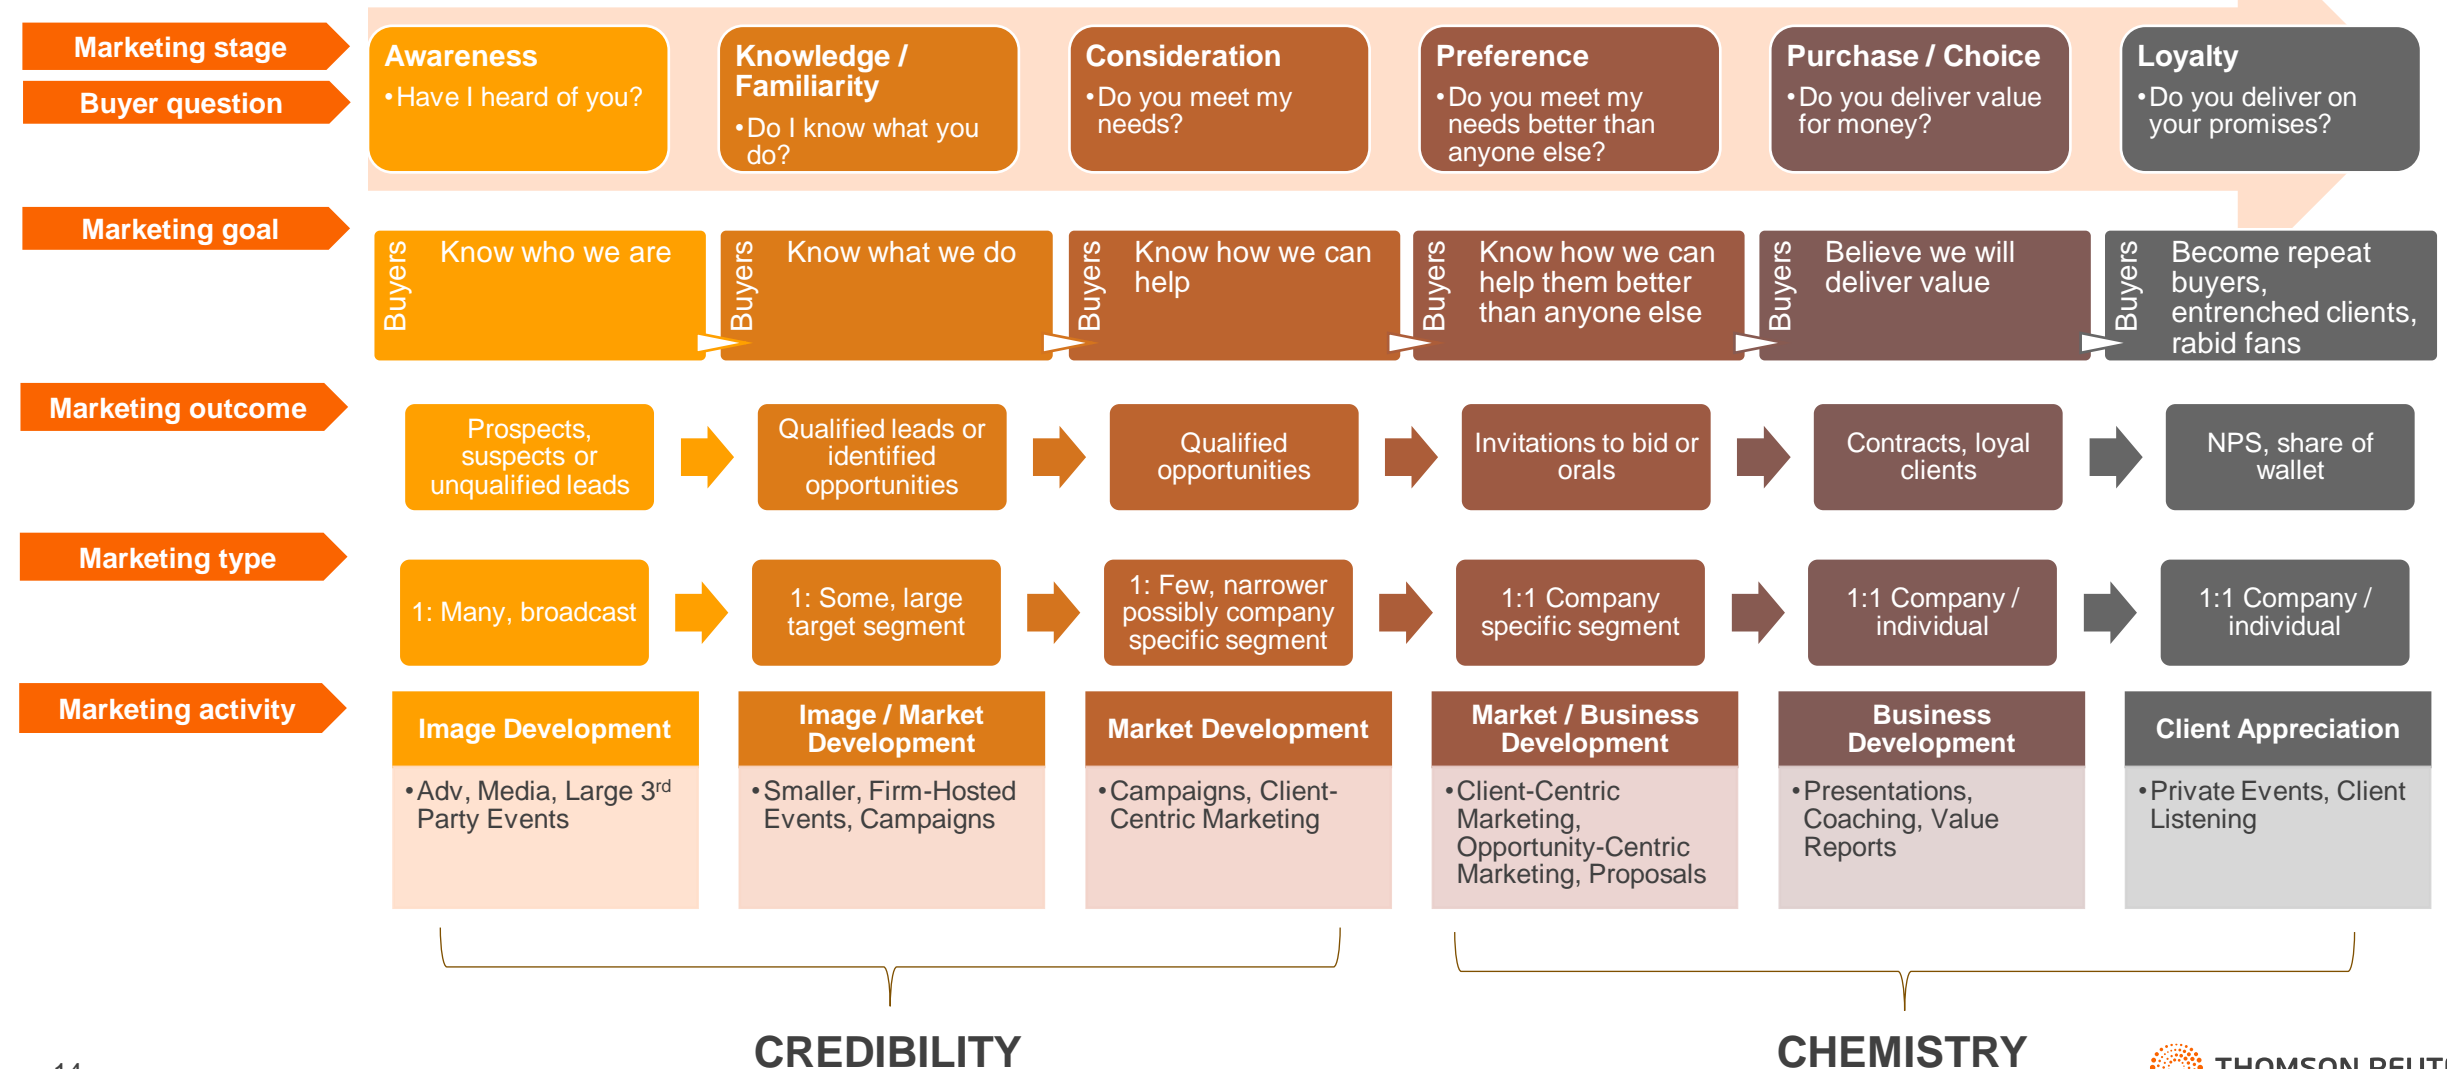 Marketing stage
Buyer question
Awareness
•Have I heard of you?
Knowledge /
Familiarity
•Do I know what you
do?
Consideration
•Do you meet my
needs?
Preference
•Do you meet my
needs better than
anyone else?
Purchase / Choice
•Do you deliver value
for money?
Loyalty
•Do you deliver on
your promises?
Marketing goal
Buyers
Know who we are
Buyers
Know what we do
Buyers
Know how we can
help
Buyers
Know how we can
help them better
than anyone else
Buyers
Believe we will
deliver value
Buyers
Become repeat
buyers,
entrenched clients,
rabid fans
Marketing outcome
Prospects,
suspects or
unqualified leads
Qualified leads or
identified
opportunities
Qualified
opportunities
Invitations to bid or
orals
Contracts, loyal
clients
NPS, share of
wallet
Marketing type
1: Many, broadcast
1: Some, large
target segment
1: Few, narrower
possibly company
specific segment
1:1 Company
specific segment
1:1 Company /
individual
1:1 Company /
individual
Marketing activity
Image Development
•Adv, Media, Large 3rd
Party Events
Image / Market
Development
•Smaller, Firm-Hosted
Events, Campaigns
Market Development
•Campaigns, Client-
Centric Marketing
Market / Business
Development
•Client-Centric
Marketing,
Opportunity-Centric
Marketing, Proposals
Business
Development
•Presentations,
Coaching, Value
Reports
Client Appreciation
•Private Events, Client
Listening
CREDIBILITY
CHEMISTRY
14
THOMSON REUT